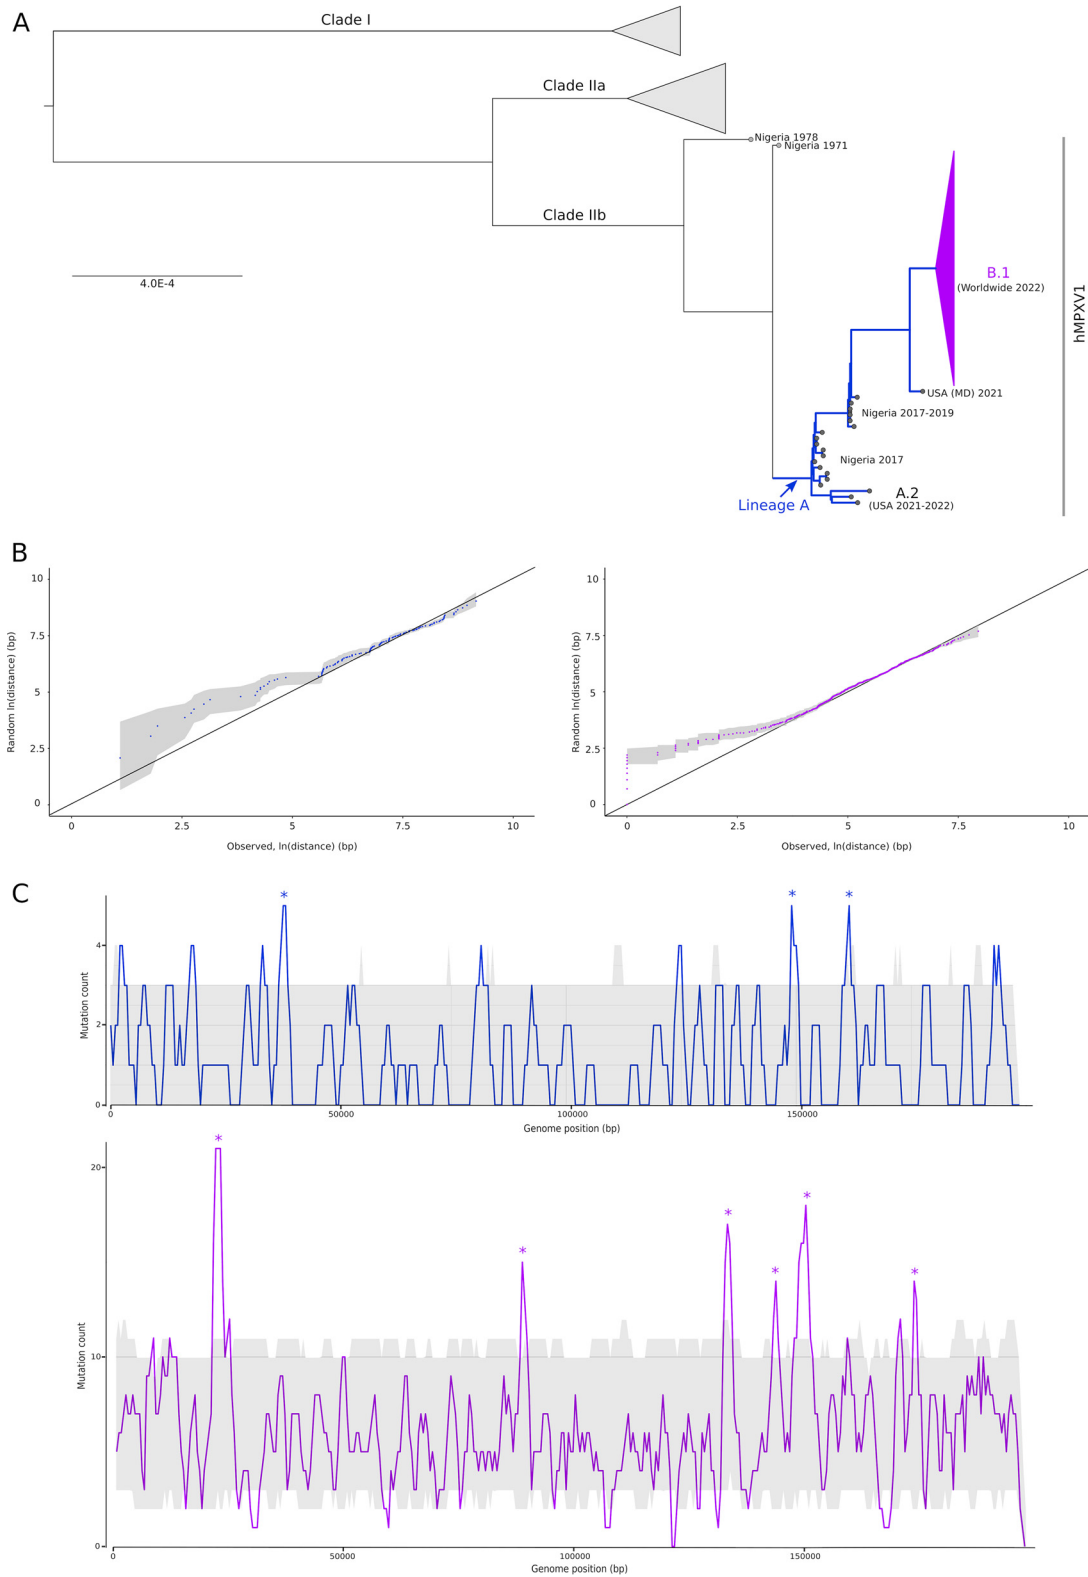 A
Clade I
Clade IIa
Nigeria 1978
Nigeria 1971
Clade IIb
4.0E-4
B.1
(Worldwide 2022)
hMPXV1
USA (MD) 2021
Nigeria 2017-2019
Nigeria 2017
A.2
(USA 2021-2022)
Lineage A
B
10
7.5
5
2.5
0
Random ln(distance) (bp)
0 2.5 5 7.5 10
Observed, ln(distance) (bp)
10
7.5
5
2.5
0
Random ln(distance) (bp)
0 2.5 5 7.5 10
Observed, ln(distance) (bp)
C
* * *
4
2
0
Mutation count
0 50000 100000 150000
Genome position (bp)
* * * * * *
20
10
0
Mutation count
0 50000 100000 150000
Genome position (bp)